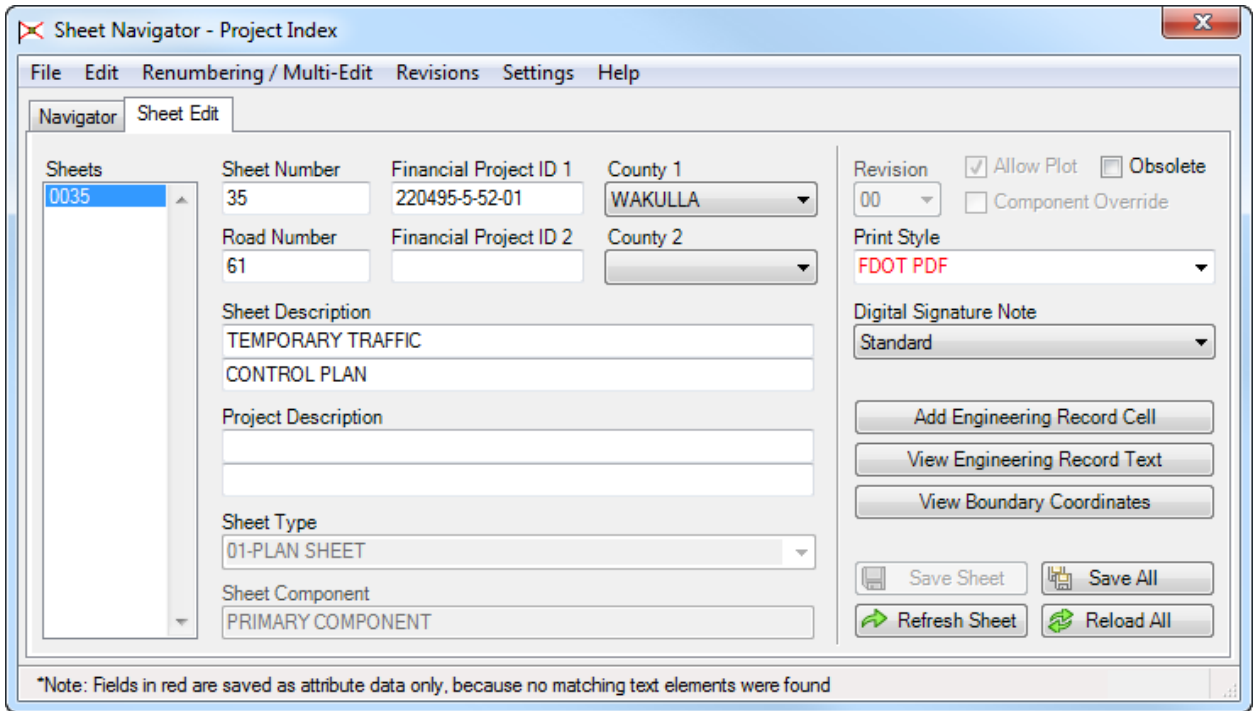 Sheet Navigator - Project Index
File Edit Renumbering / Multi-Edit Revisions Settings Help
Navigator Sheet Edit
Sheets
0035
Sheet Number Financial Project ID 1 County 1
35 220495-5-52-01 WAKULLA
Road Number Financial Project ID 2 County 2
61
Sheet Description
TEMPORARY TRAFFIC
CONTROL PLAN
Project Description
Sheet Type
01-PLAN SHEET
Sheet Component
PRIMARY COMPONENT
Revision Allow Plot Obsolete
00 Component Override
Print Style
FDOT PDF
Digital Signature Note
Standard
Add Engineering Record Cell
View Engineering Record Text
View Boundary Coordinates
Save Sheet Save All
Refresh Sheet Reload All
*Note: Fields in red are saved as attribute data only, because no matching text elements were found